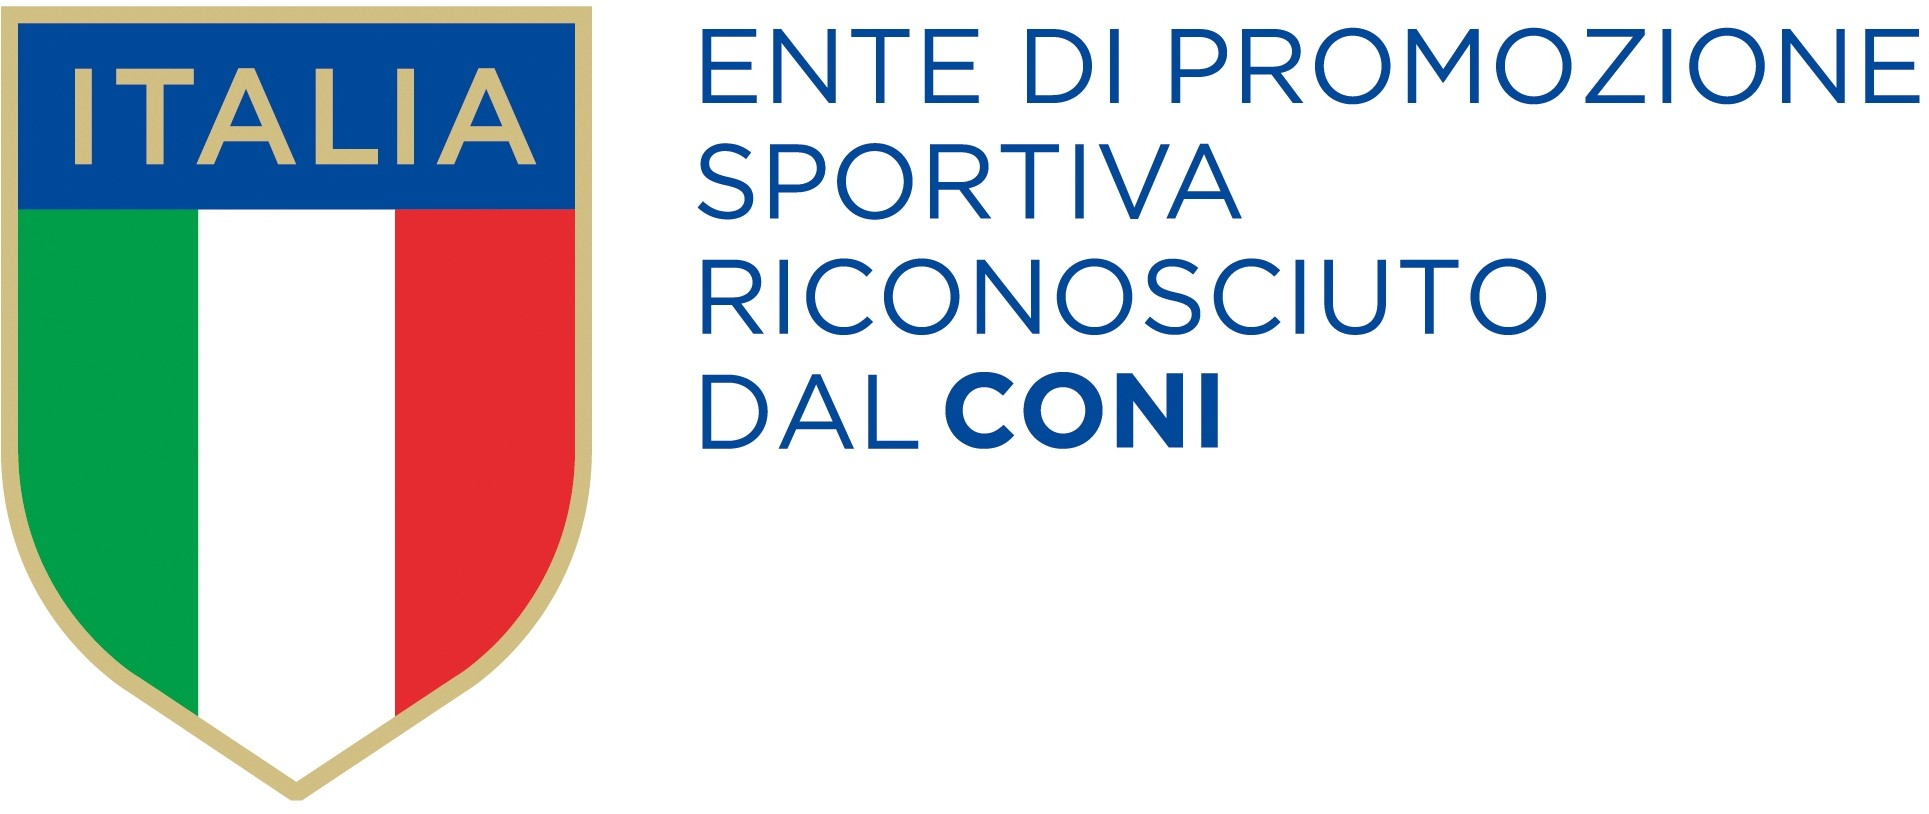 ITALIA
ENTE DI PROMOZIONE
SPORTIVA
RICONOSCIUTO
DAL CONI